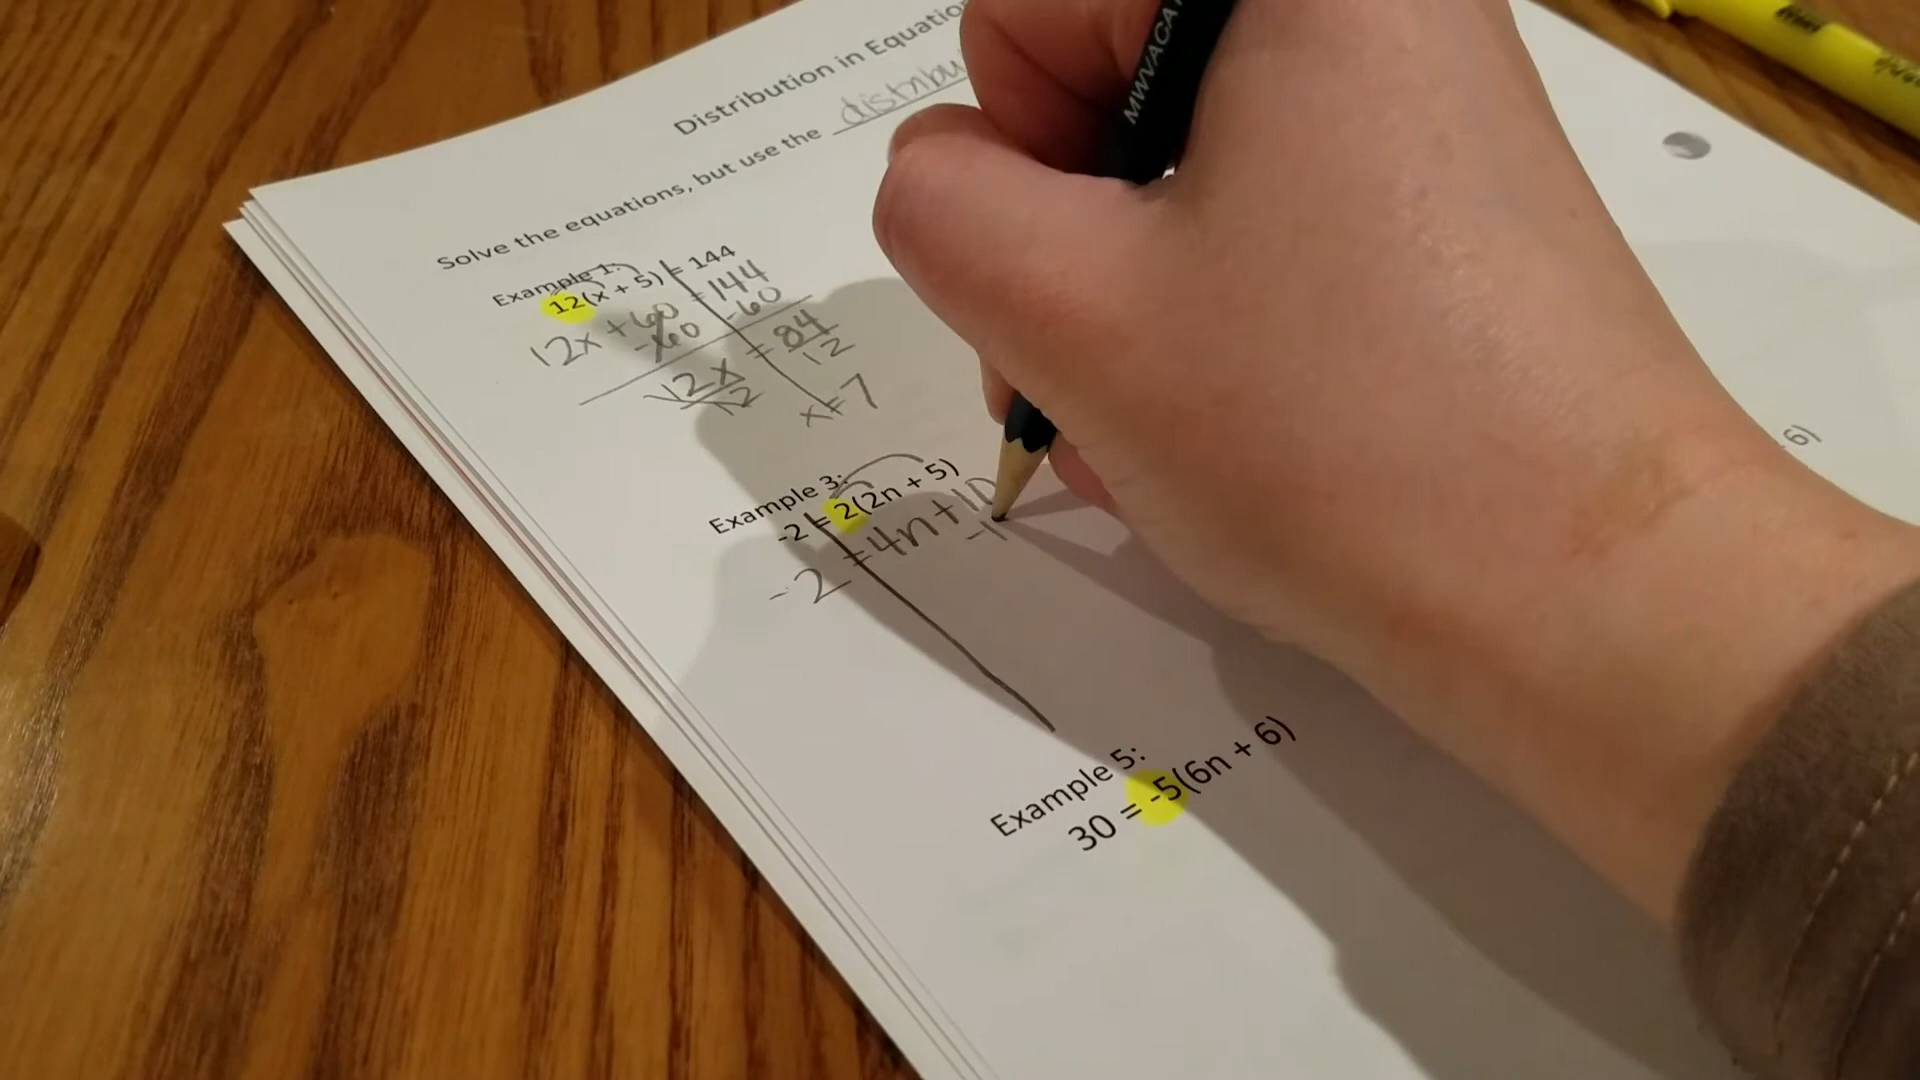 Distribution in Equatio
Solve the equations, but use the distribu
Example 1:
12(x + 5) = 144
12x + 60 = 144
-60 -60
12x = 84
12 12
x = 7
Example 3:
-2 = 2(2n + 5)
-2 = 4n + 10
-1
Example 5:
30 = -5(6n + 6)
6)
MWVACA